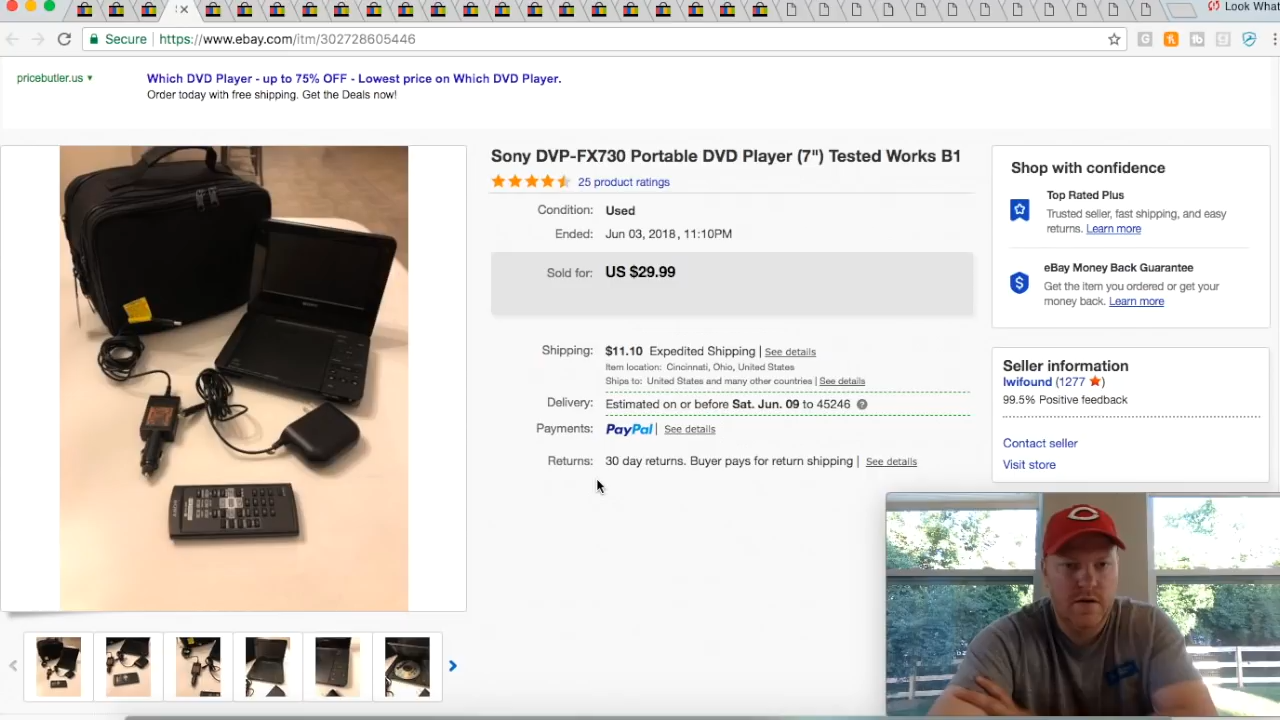 Look What
Secure
https://www.ebay.com/itm/302728605446
pricebutler.us
Which DVD Player - up to 75% OFF - Lowest price on Which DVD Player.
Order today with free shipping. Get the Deals now!
Sony DVP-FX730 Portable DVD Player (7") Tested Works B1
25 product ratings
Condition: Used
Ended: Jun 03, 2018 , 11:10PM
Sold for: US $29.99
Shipping: $11.10 Expedited Shipping | See details
Item location: Cincinnati, Ohio, United States
Ships to: United States and many other countries | See details
Delivery: Estimated on or before Sat. Jun. 09 to 45246
Payments: PayPal | See details
Returns: 30 day returns. Buyer pays for return shipping | See details
Shop with confidence
Top Rated Plus
Trusted seller, fast shipping, and easy
returns. Learn more
eBay Money Back Guarantee
Get the item you ordered or get your
money back. Learn more
Seller information
lwifound (1277)
99.5% Positive feedback
Contact seller
Visit store